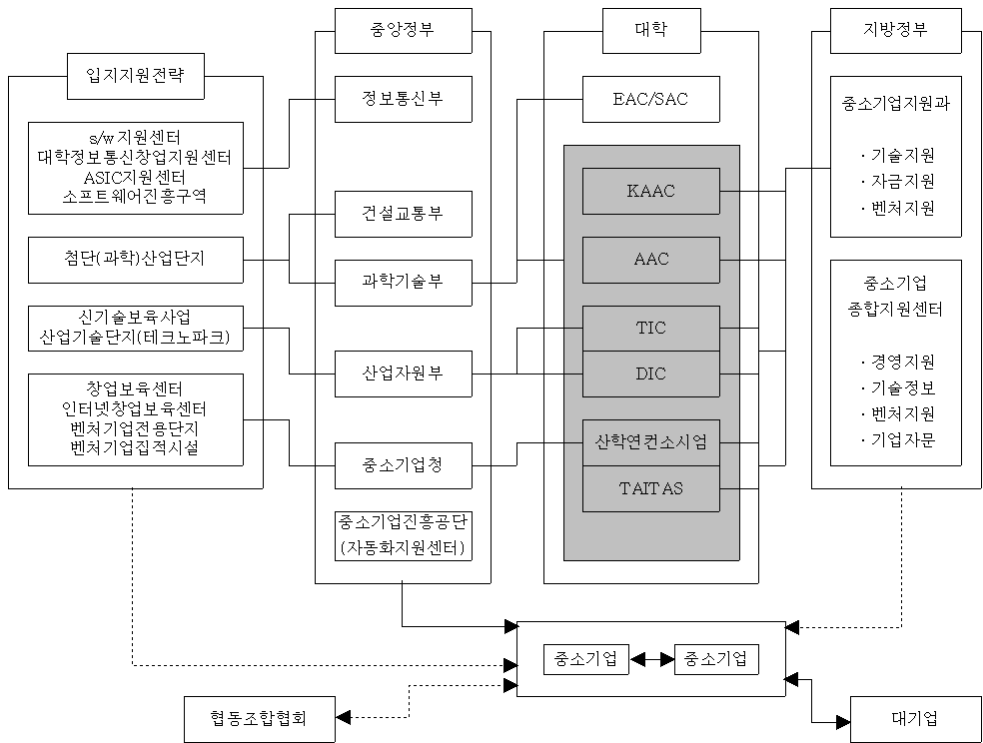 중앙정부
대학
지방정부
입지지원전략
정보통신부
EAC/SAC
중소기업지원과
· 기술지원
· 자금지원
· 벤처지원
s/w 지원센터
대학정보통신창업지원센터
ASIC지원센터
소프트웨어진흥구역
건설교통부
KAAC
첨단(과학)산업단지
과학기술부
AAC
중소기업
종합지원센터
· 경영지원
· 기술정보
· 벤처지원
· 기업자문
신기술보육사업
산업기술단지(테크노파크)
산업자원부
TIC
DIC
창업보육센터
인터넷창업보육센터
벤처기업전용단지
벤처기업집적시설
중소기업청
산학연컨소시엄
TAITAS
중소기업진흥공단
(자동화지원센터)
중소기업
중소기업
협동조합협회
대기업